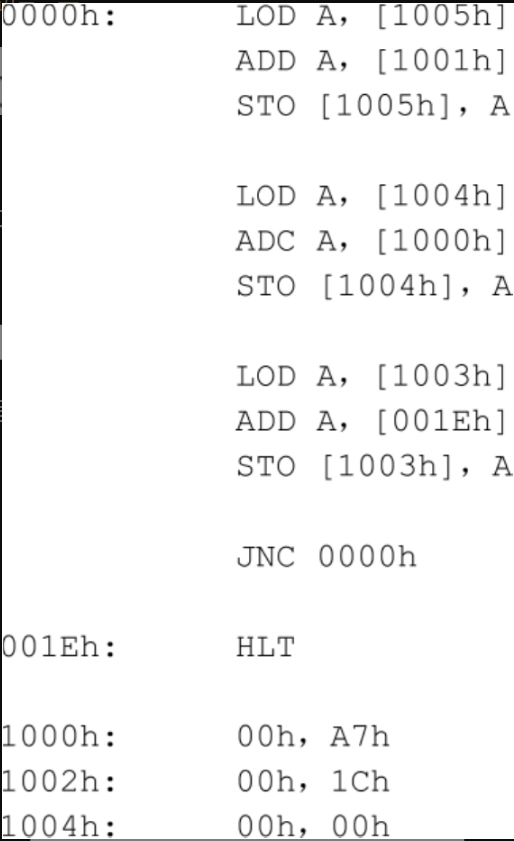 0000h: LOD A, [1005h]
ADD A, [1001h]
STO [1005h], A
LOD A, [1004h]
ADC A, [1000h]
STO [1004h], A
LOD A, [1003h]
ADD A, [001Eh]
STO [1003h], A
JNC 0000h
001Eh: HLT
1000h: 00h, A7h
1002h: 00h, 1Ch
1004h: 00h, 00h